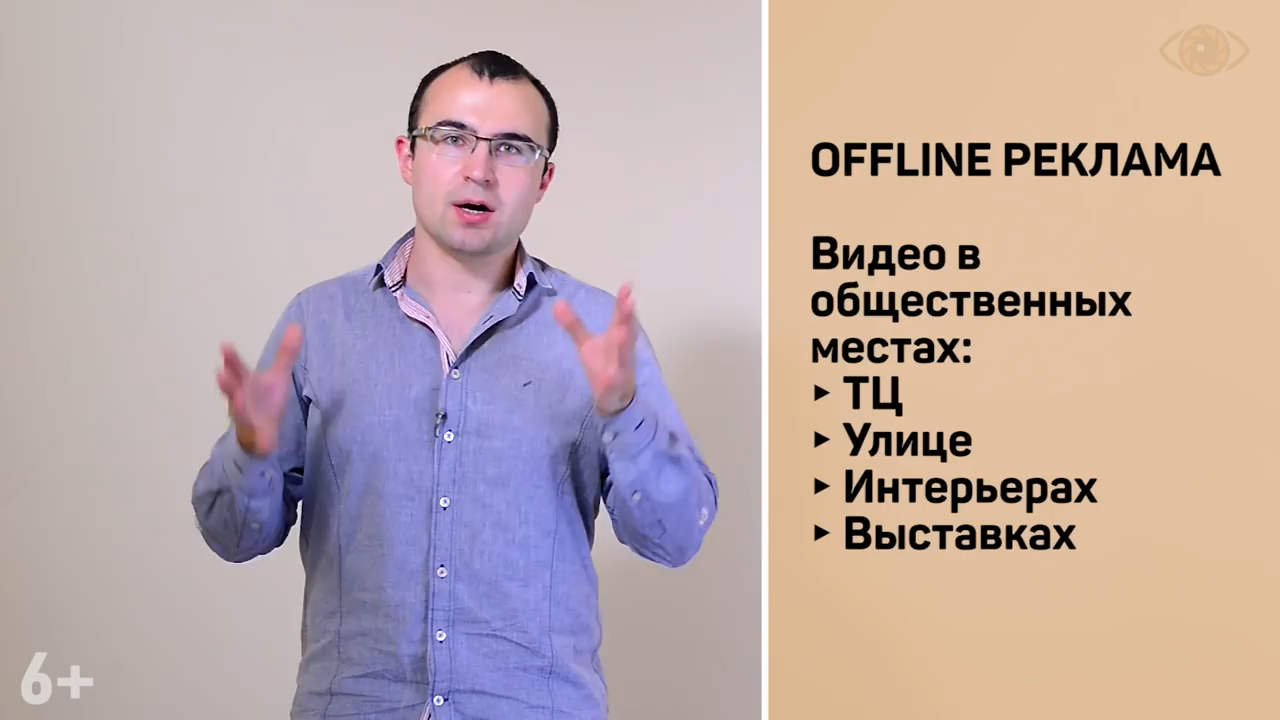 OFFLINE РЕКЛАМА
Видео в
общественных
местах:
‣ ТЦ
‣ Улице
‣ Интерьерах
‣ Выставках
6+